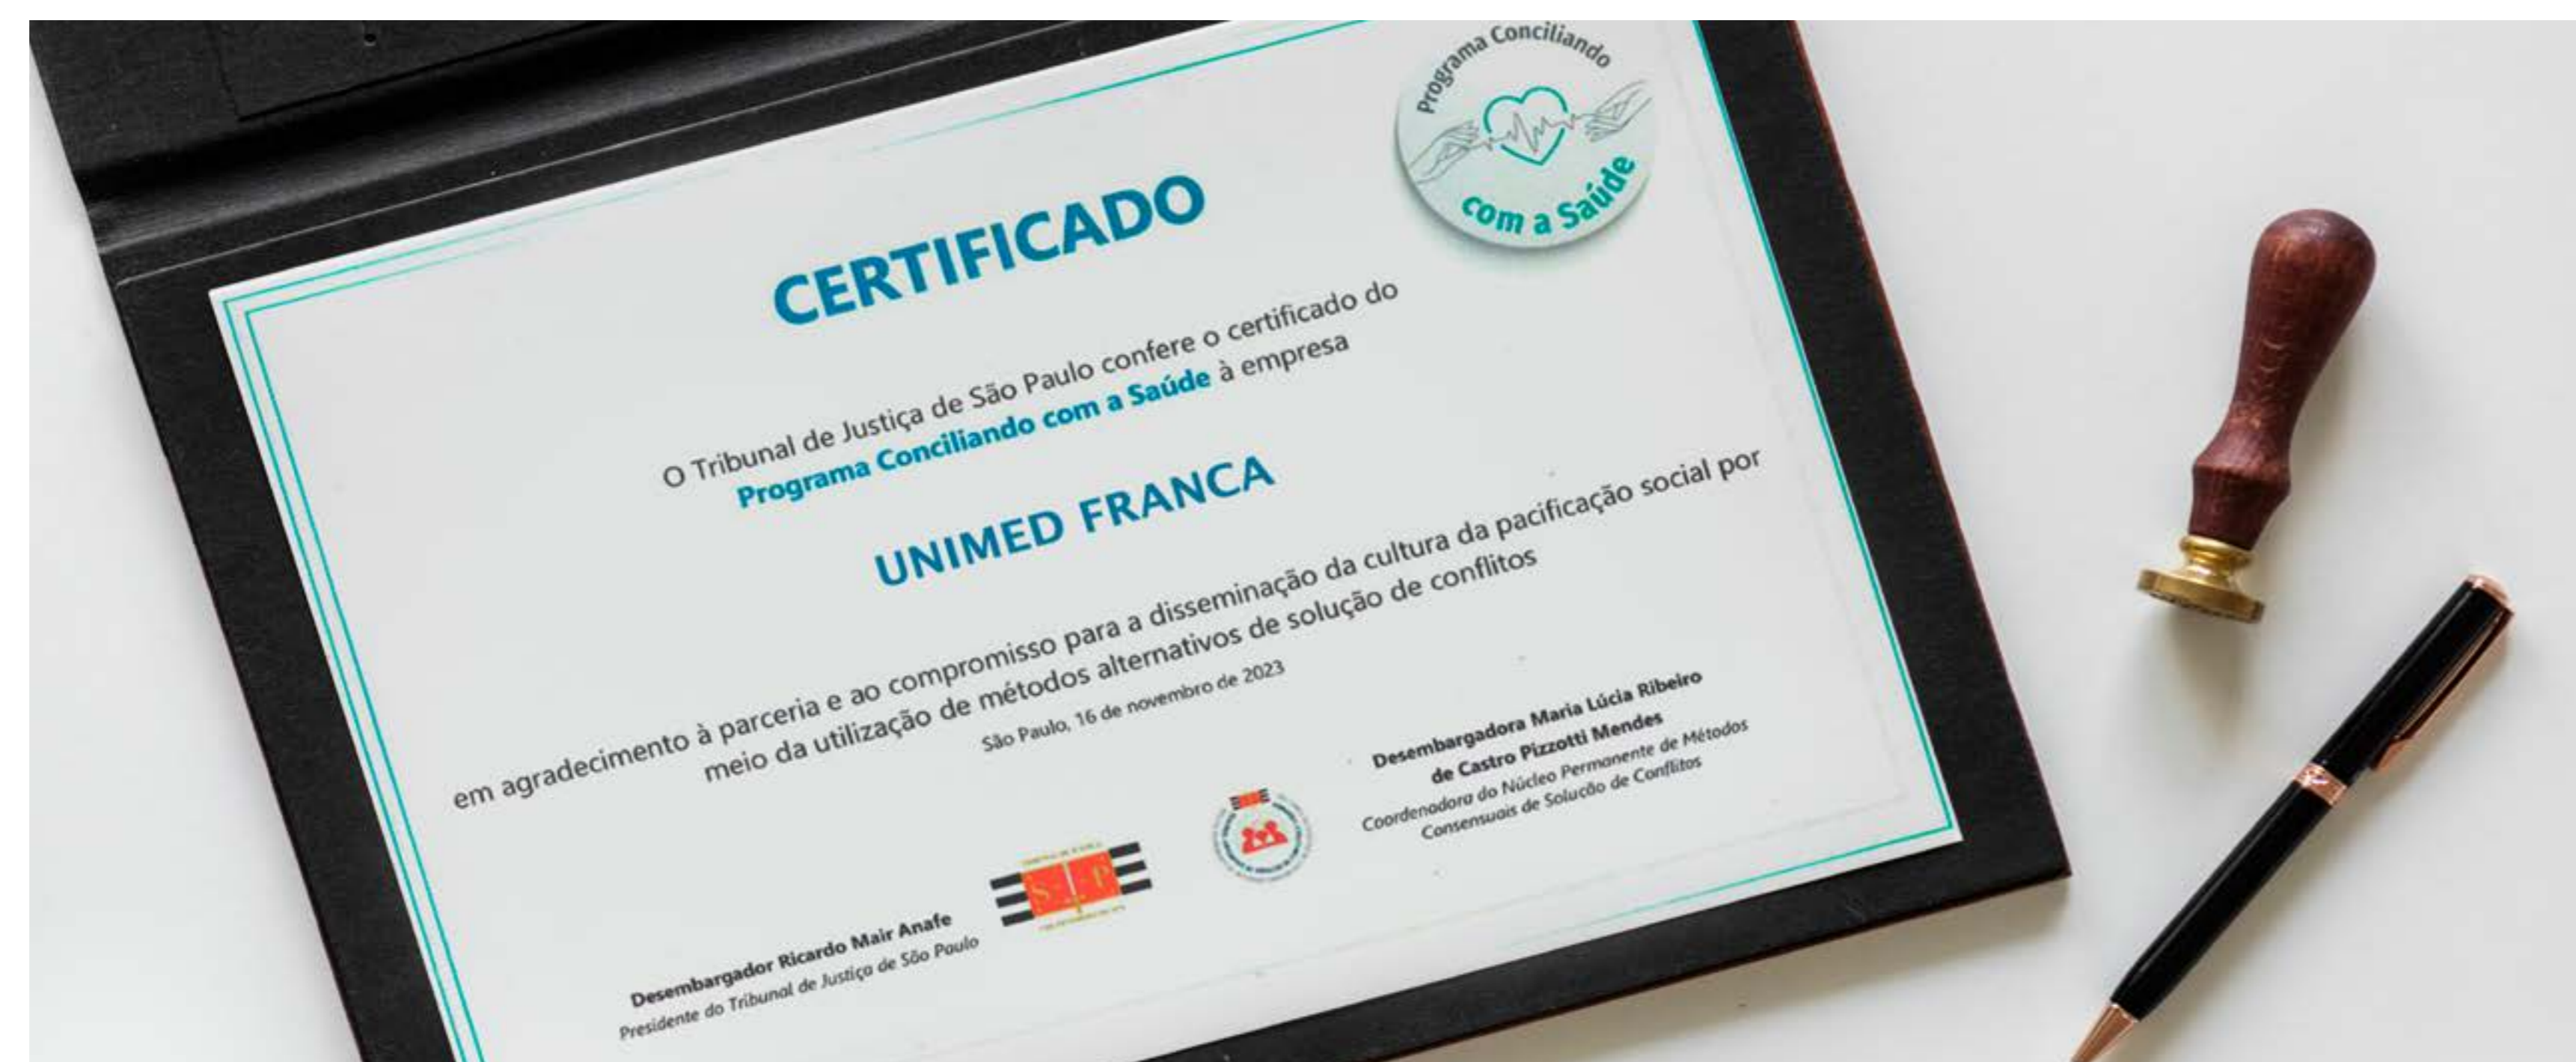 Programa Conciliando
com a Saúde
CERTIFICADO
O Tribunal de Justiça de São Paulo confere o certificado do
Programa Conciliando com a Saúde à empresa
UNIMED FRANCA
em agradecimento à parceria e ao compromisso para a disseminação da cultura da pacificação social por
meio da utilização de métodos alternativos de solução de conflitos
São Paulo, 16 de novembro de 2023
Desembargador Ricardo Mair Anafe
Presidente do Tribunal de Justiça de São Paulo
S P
Desembargadora Maria Lúcia Ribeiro
de Castro Pizzotti Mendes
Coordenadora do Núcleo Permanente de Métodos
Consensuais de Solução de Conflitos